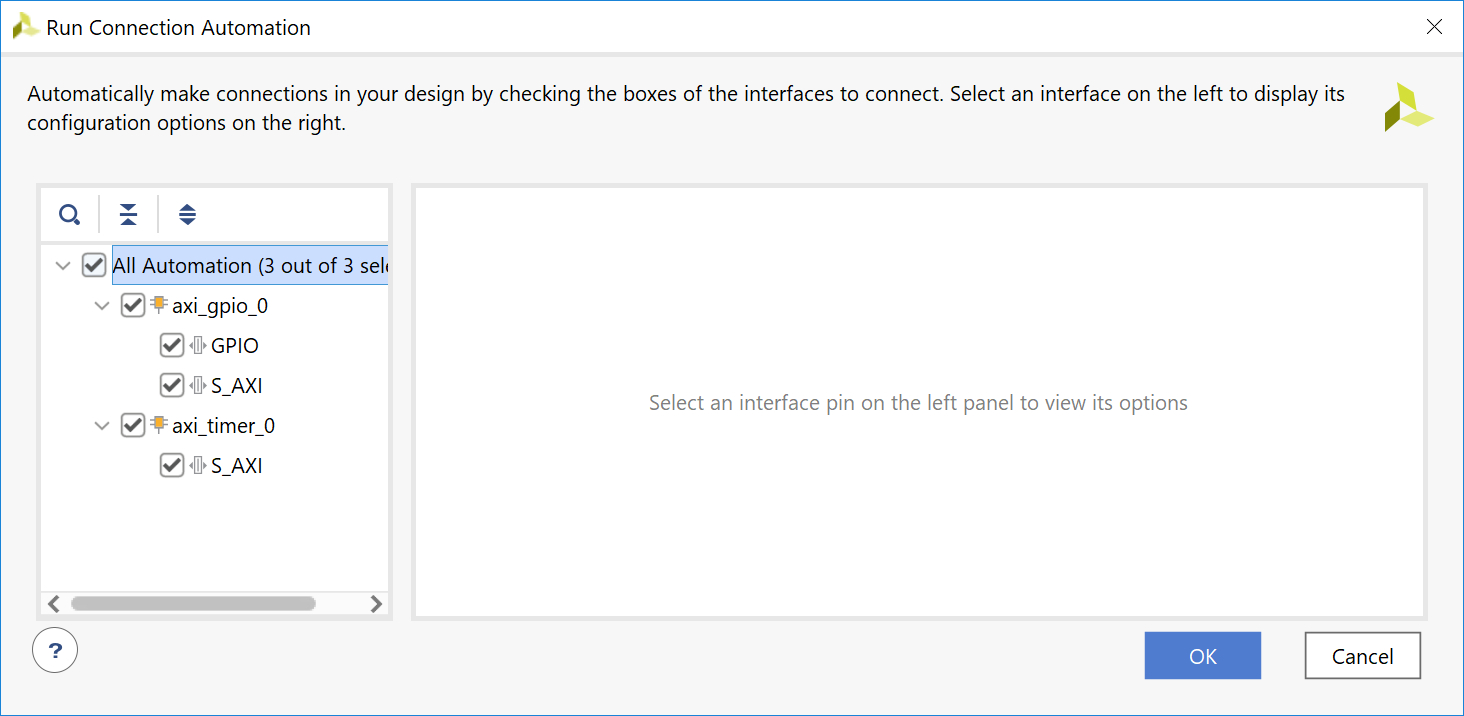 Run Connection Automation
Automatically make connections in your design by checking the boxes of the interfaces to connect. Select an interface on the left to display its
configuration options on the right.
All Automation (3 out of 3 sele
axi_gpio_0
GPIO
S_AXI
axi_timer_0
S_AXI
Select an interface pin on the left panel to view its options
?
OK
Cancel